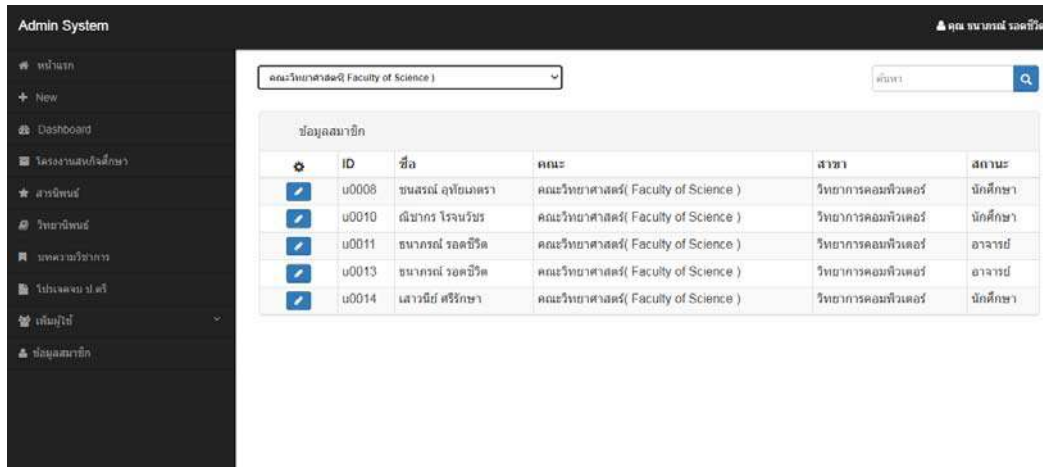 Admin System
คุณ ธนาภรณ์ รอดชีวิต
หน้าแรก
New
Dashboard
โครงงานสหกิจศึกษา
สารนิพนธ์
วิทยานิพนธ์
บทความวิชาการ
โปรเจคจบ ป.ตรี
เพิ่มผู้ใช้
ข้อมูลสมาชิก
คณะวิทยาศาสตร์( Faculty of Science )
ค้นหา
ข้อมูลสมาชิก
ID ชื่อ คณะ สาขา สถานะ
u0008 ชนสรณ์ อุทัยเภตรา คณะวิทยาศาสตร์( Faculty of Science ) วิทยาการคอมพิวเตอร์ นักศึกษา
u0010 ณิชากร โรจนวัชร คณะวิทยาศาสตร์( Faculty of Science ) วิทยาการคอมพิวเตอร์ นักศึกษา
u0011 ธนาภรณ์ รอดชีวิต คณะวิทยาศาสตร์( Faculty of Science ) วิทยาการคอมพิวเตอร์ อาจารย์
u0013 ธนาภรณ์ รอดชีวิต คณะวิทยาศาสตร์( Faculty of Science ) วิทยาการคอมพิวเตอร์ อาจารย์
u0014 เสาวนีย์ ศรีรักษา คณะวิทยาศาสตร์( Faculty of Science ) วิทยาการคอมพิวเตอร์ นักศึกษา